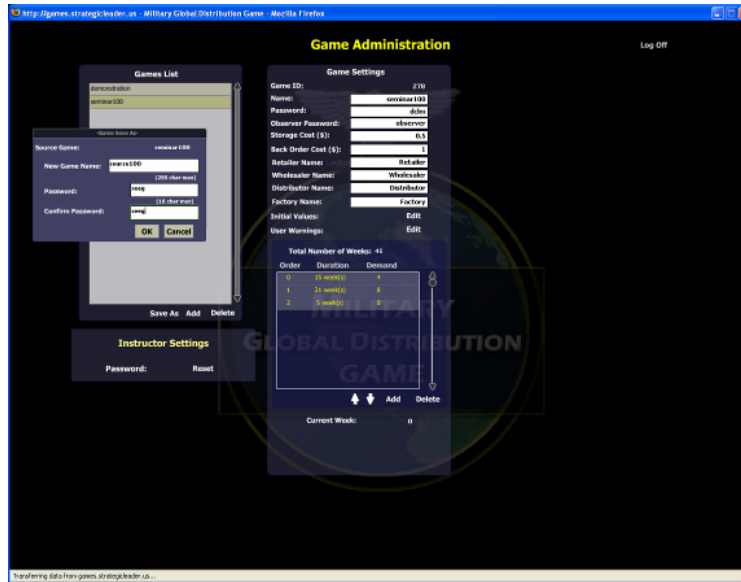 http://games.strategicleader.us - Military Global Distribution Game - Mozilla Firefox
Game Administration
Log Off
Games List
demonstration
seminar100
-Game Save As-
Source Game: seminar100
New Game Name: course100
(255 char max)
Password:
(16 char max)
Confirm Password:
OK Cancel
Save As Add Delete
Instructor Settings
Password: Reset
Game Settings
Game ID: 278
Name: seminar100
Password: dclm
Observer Password: observer
Storage Cost ($): 0.5
Back Order Cost ($): 1
Retailer Name: Retailer
Wholesaler Name: Wholesaler
Distributor Name: Distributor
Factory Name: Factory
Initial Values: Edit
User Warnings: Edit
Total Number of Weeks: 41
Order Duration Demand
0 15 week(s) 4
1 21 week(s) 6
2 5 week(s) 8
Add Delete
Current Week: 0
MILITARY
GLOBAL DISTRIBUTION
GAME
Transferring data from games.strategicleader.us...